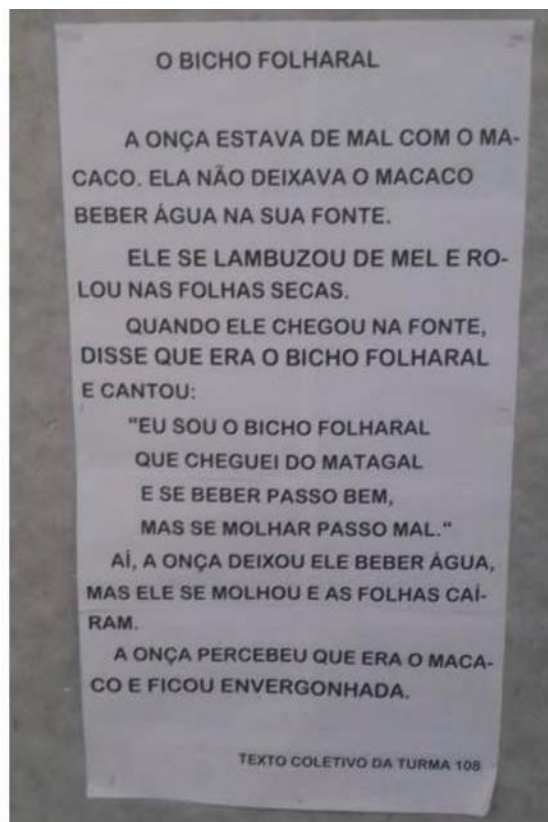 O BICHO FOLHARAL
A ONÇA ESTAVA DE MAL COM O MA-
CACO. ELA NÃO DEIXAVA O MACACO
BEBER ÁGUA NA SUA FONTE.
ELE SE LAMBUZOU DE MEL E RO-
LOU NAS FOLHAS SECAS.
QUANDO ELE CHEGOU NA FONTE,
DISSE QUE ERA O BICHO FOLHARAL
E CANTOU:
"EU SOU O BICHO FOLHARAL
QUE CHEGUEI DO MATAGAL
E SE BEBER PASSO BEM,
MAS SE MOLHAR PASSO MAL."
AÍ, A ONÇA DEIXOU ELE BEBER ÁGUA,
MAS ELE SE MOLHOU E AS FOLHAS CAÍ-
RAM.
A ONÇA PERCEBEU QUE ERA O MACA-
CO E FICOU ENVERGONHADA.
TEXTO COLETIVO DA TURMA 108